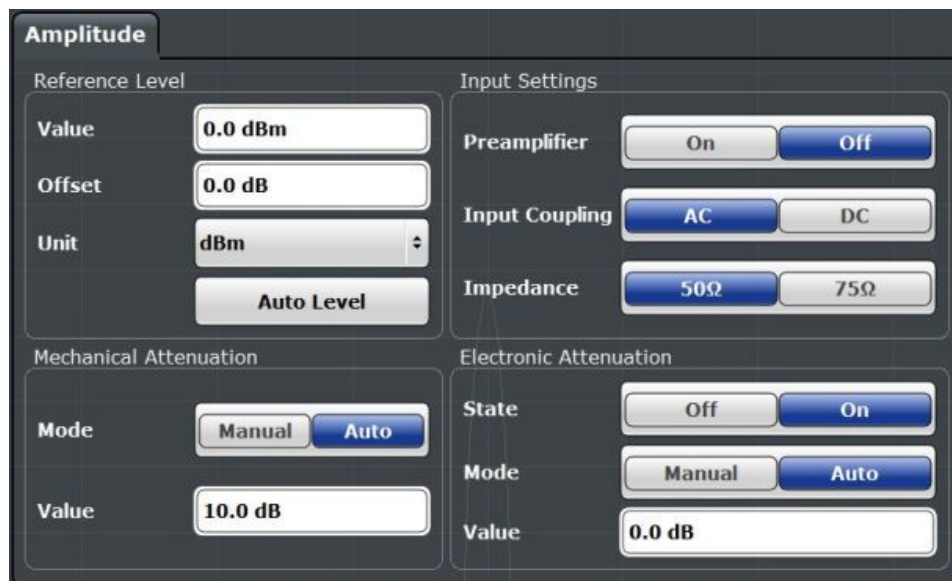 Amplitude
Reference Level
Value 0.0 dBm
Offset 0.0 dB
Unit dBm
Auto Level
Input Settings
Preamplifier On Off
Input Coupling AC DC
Impedance 50Ω 75Ω
Mechanical Attenuation
Mode Manual Auto
Value 10.0 dB
Electronic Attenuation
State Off On
Mode Manual Auto
Value 0.0 dB